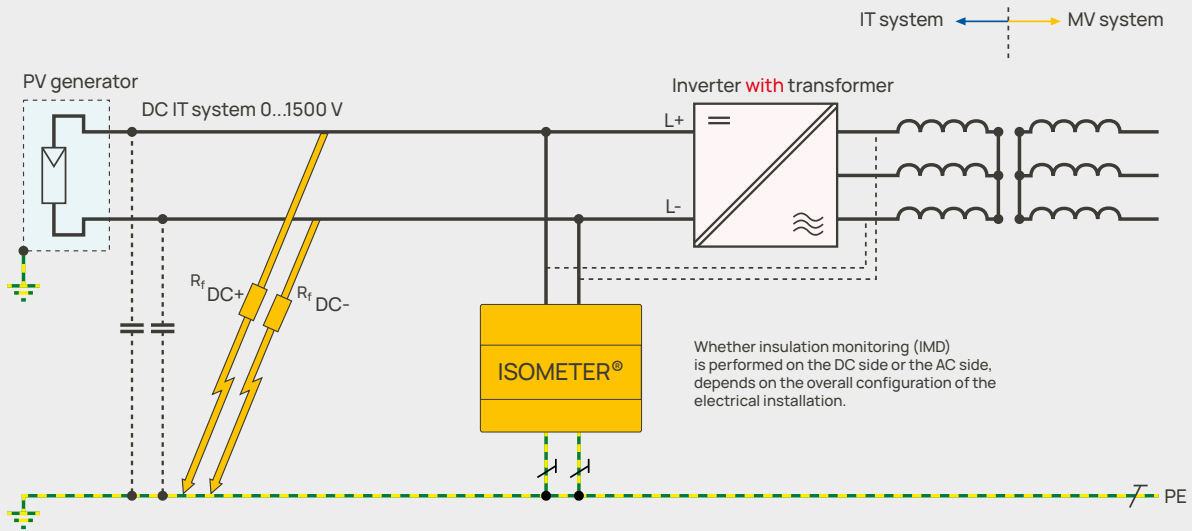 IT system
MV system
PV generator
DC IT system 0...1500 V
Inverter with transformer
L+
L-
Rf DC+
Rf DC-
ISOMETER®
Whether insulation monitoring (IMD)
is performed on the DC side or the AC side,
depends on the overall configuration of the
electrical installation.
PE